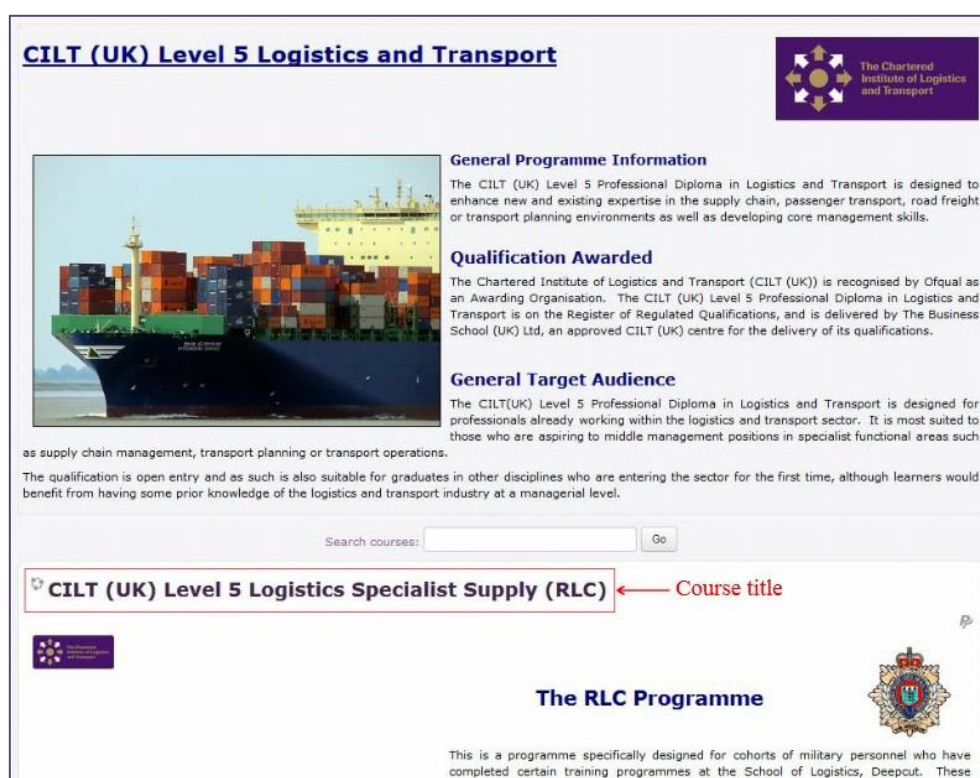 CILT (UK) Level 5 Logistics and Transport
The Chartered
Institute of Logistics
and Transport
General Programme Information
The CILT (UK) Level 5 Professional Diploma in Logistics and Transport is designed to
enhance new and existing expertise in the supply chain, passenger transport, road freight
or transport planning environments as well as developing core management skills.
Qualification Awarded
The Chartered Institute of Logistics and Transport (CILT (UK)) is recognised by Ofqual as
an Awarding Organisation. The CILT (UK) Level 5 Professional Diploma in Logistics and
Transport is on the Register of Regulated Qualifications, and is delivered by The Business
School (UK) Ltd, an approved CILT (UK) centre for the delivery of its qualifications.
General Target Audience
The CILT(UK) Level 5 Professional Diploma in Logistics and Transport is designed for
professionals already working within the logistics and transport sector. It is most suited to
those who are aspiring to middle management positions in specialist functional areas such
as supply chain management, transport planning or transport operations.
The qualification is open entry and as such is also suitable for graduates in other disciplines who are entering the sector for the first time, although learners would
benefit from having some prior knowledge of the logistics and transport industry at a managerial level.
Search courses:
Go
CILT (UK) Level 5 Logistics Specialist Supply (RLC)
Course title
The Chartered
Institute of Logistics
and Transport
The RLC Programme
This is a programme specifically designed for cohorts of military personnel who have
completed certain training programmes at the School of Logistics, Deepcut. These